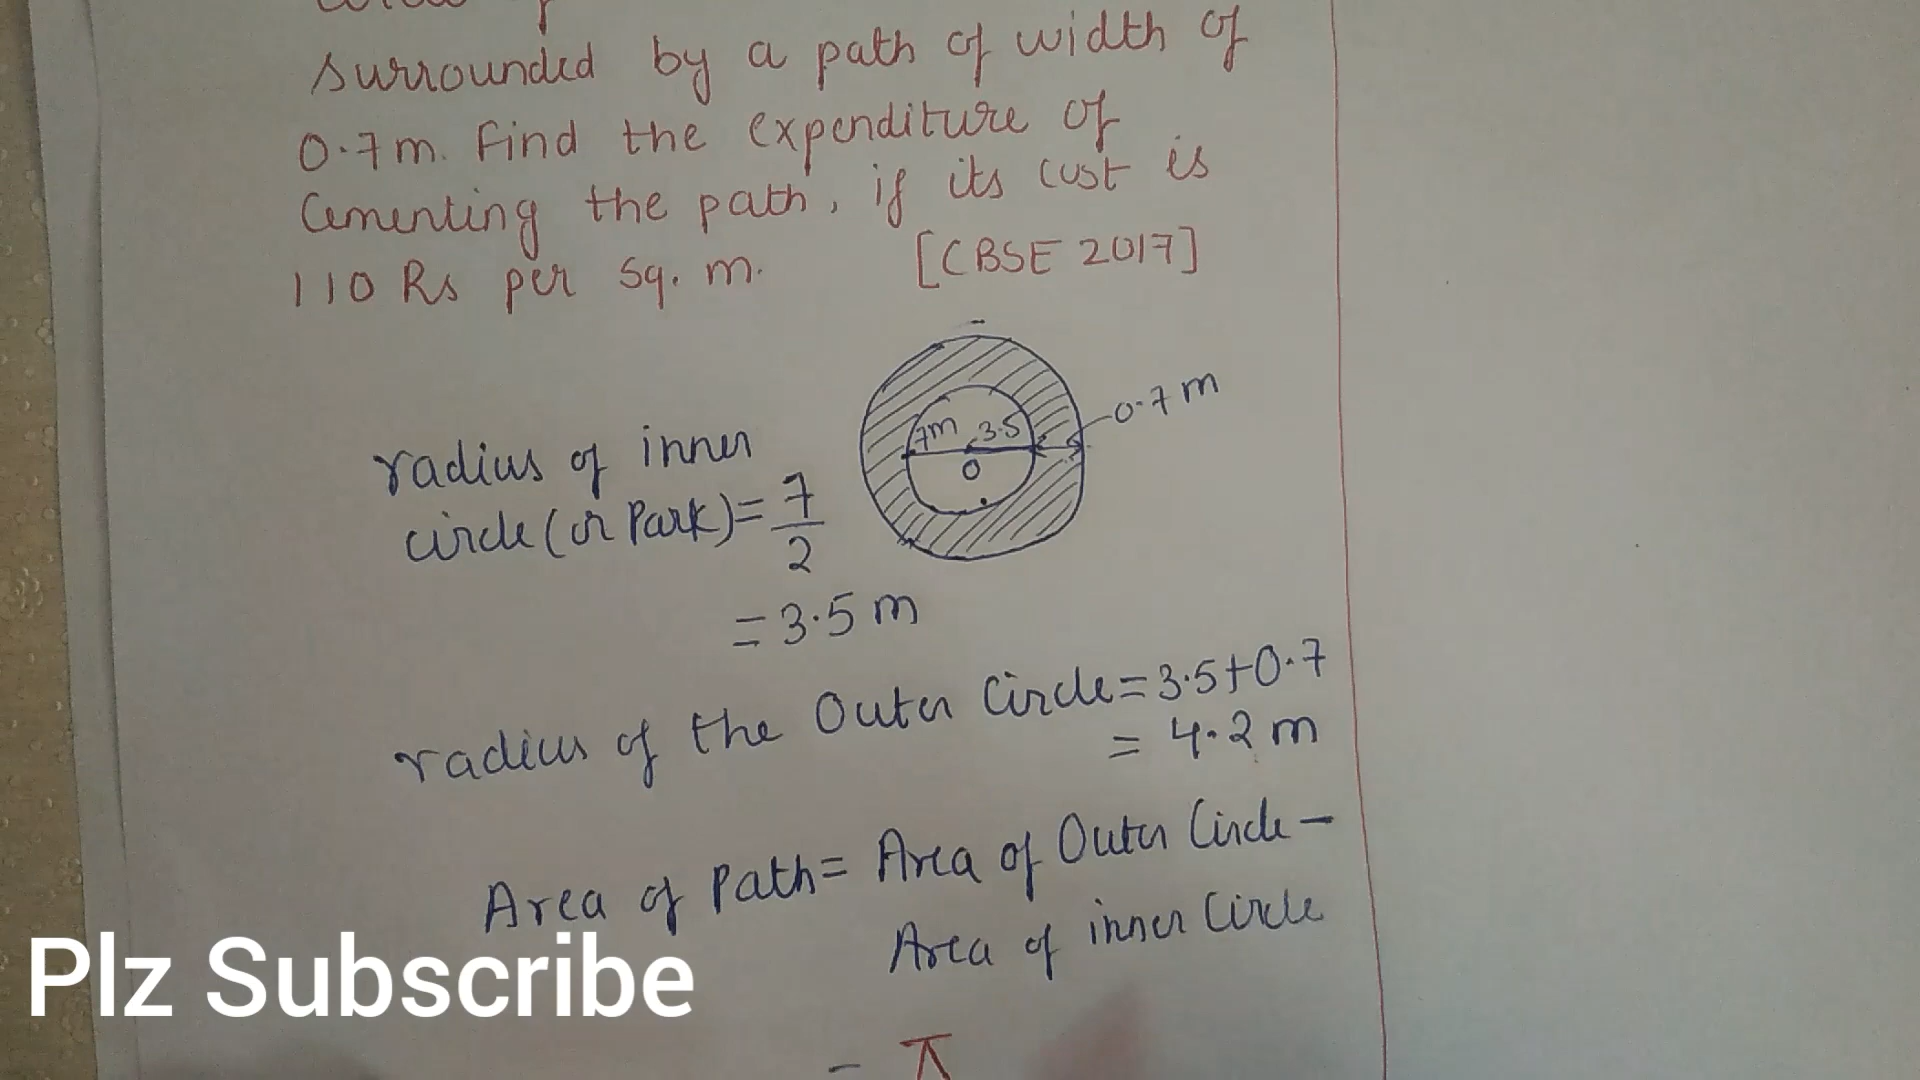 surrounded by a path of width of
0.7m. Find the expenditure of
Cementing the path, if its cost is
110 Rs per sq. m. [CBSE 2017]
0.7 m
7m 3.5
O
radius of inner
circle (or Park) = 7/2
= 3.5 m
radius of the Outer Circle = 3.5+0.7
= 4.2 m
Area of Path = Area of Outer Circle -
Area of inner Circle
Plz Subscribe
= π